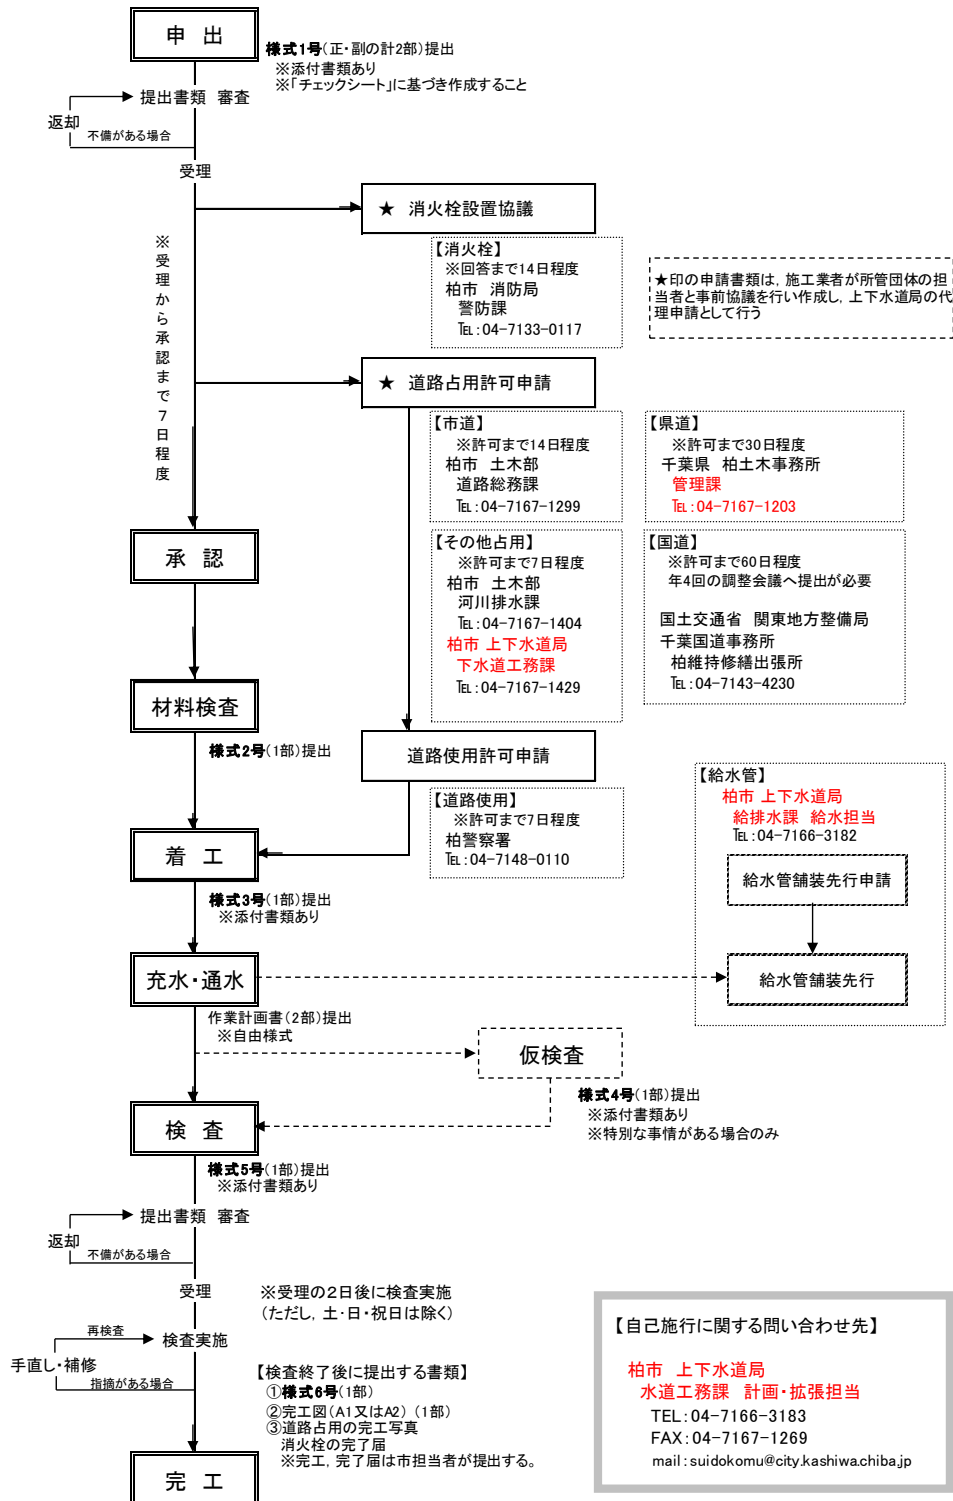 申 出
様式1号(正・副の計2部)提出
※添付書類あり
※「チェックシート」に基づき作成すること
提出書類 審査
返却
不備がある場合
受理
※受理から承認まで7日程度
★ 消火栓設置協議
【消火栓】
※回答まで14日程度
柏市 消防局
警防課
℡:04-7133-0117
★印の申請書類は, 施工業者が所管団体の担
当者と事前協議を行い作成し, 上下水道局の代
理申請として行う
★ 道路占用許可申請
【市道】
※許可まで14日程度
柏市 土木部
道路総務課
℡:04-7167-1299
【県道】
※許可まで30日程度
千葉県 柏土木事務所
管理課
℡:04-7167-1203
【その他占用】
※許可まで7日程度
柏市 土木部
河川排水課
℡:04-7167-1404
柏市 上下水道局
下水道工務課
℡:04-7167-1429
【国道】
※許可まで60日程度
年4回の調整会議へ提出が必要
国土交通省 関東地方整備局
千葉国道事務所
柏維持修繕出張所
℡:04-7143-4230
承 認
材料検査
様式2号(1部)提出
道路使用許可申請
【道路使用】
※許可まで7日程度
柏警察署
℡:04-7148-0110
着 工
様式3号(1部)提出
※添付書類あり
【給水管】
柏市 上下水道局
給排水課 給水担当
℡:04-7166-3182
給水管舗装先行申請
給水管舗装先行
充水・通水
作業計画書(2部)提出
※自由様式
仮検査
様式4号(1部)提出
※添付書類あり
※特別な事情がある場合のみ
検 査
様式5号(1部)提出
※添付書類あり
提出書類 審査
返却
不備がある場合
受理
※受理の2日後に検査実施
(ただし, 土・日・祝日は除く)
再検査
検査実施
手直し・補修
指摘がある場合
【検査終了後に提出する書類】
①様式6号(1部)
②完工図(A1又はA2) (1部)
③道路占用の完工写真
消火栓の完了届
※完工, 完了届は市担当者が提出する。
完 工
【自己施行に関する問い合わせ先】
柏市 上下水道局
水道工務課 計画・拡張担当
TEL:04-7166-3183
FAX:04-7167-1269
mail:suidokomu@city.kashiwa.chiba.jp